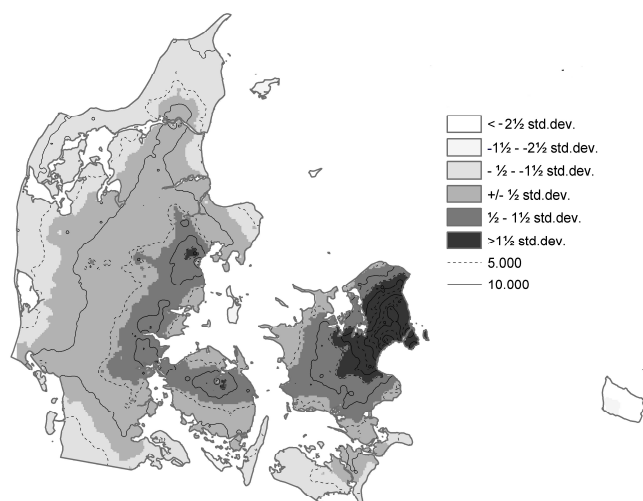 < -2½ std.dev.
-1½ - -2½ std.dev.
- ½ - -1½ std.dev.
+/- ½ std.dev.
½ - 1½ std.dev.
>1½ std.dev.
5.000
10.000